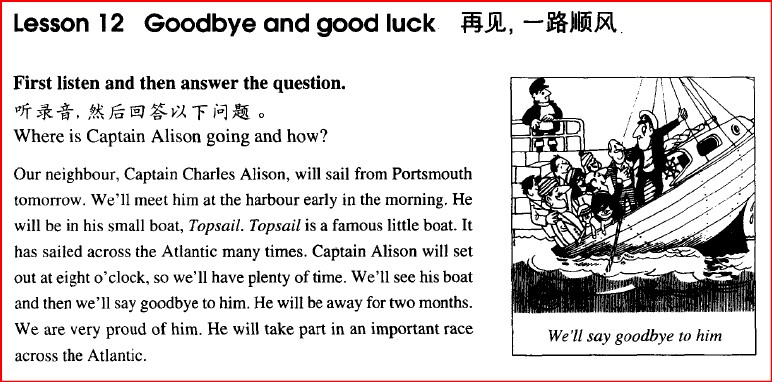 Lesson 12 Goodbye and good luck 再见，一路顺风
First listen and then answer the question.
听录音，然后回答以下问题。
Where is Captain Alison going and how?
Our neighbour, Captain Charles Alison, will sail from Portsmouth
tomorrow. We'll meet him at the harbour early in the morning. He
will be in his small boat, Topsail. Topsail is a famous little boat. It
has sailed across the Atlantic many times. Captain Alison will set
out at eight o'clock, so we'll have plenty of time. We'll see his boat
and then we'll say goodbye to him. He will be away for two months.
We are very proud of him. He will take part in an important race
across the Atlantic.
We'll say goodbye to him